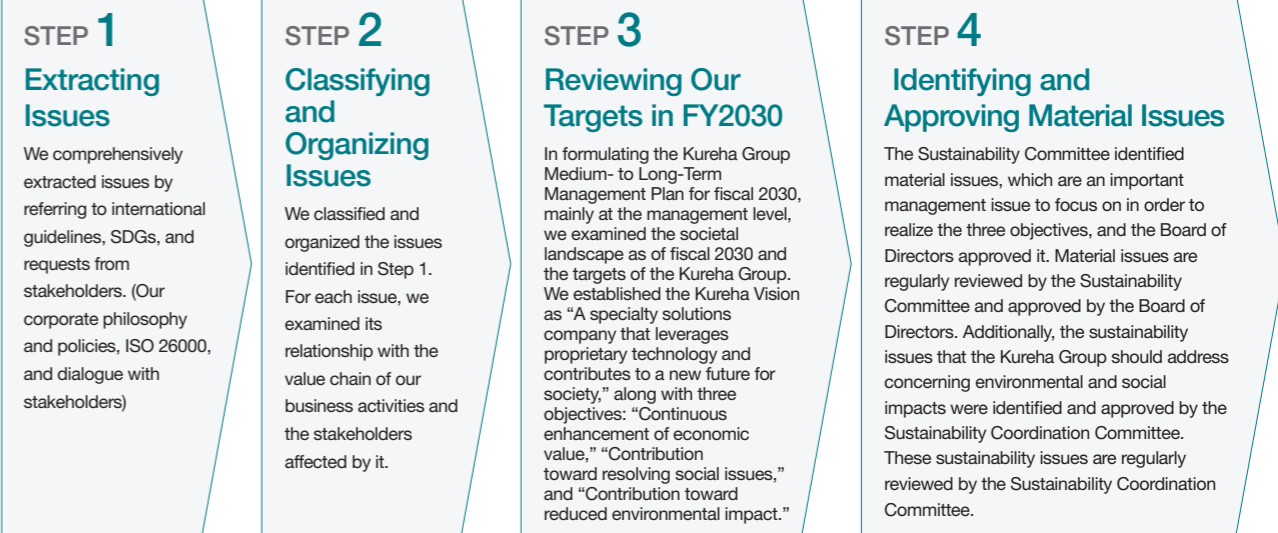 STEP 1
Extracting
Issues
We comprehensively
extracted issues by
referring to international
guidelines, SDGs, and
requests from
stakeholders. (Our
corporate philosophy
and policies, ISO 26000,
and dialogue with
stakeholders)
STEP 2
Classifying
and
Organizing
Issues
We classified and
organized the issues
identified in Step 1.
For each issue, we
examined its
relationship with the
value chain of our
business activities and
the stakeholders
affected by it.
STEP 3
Reviewing Our
Targets in FY2030
In formulating the Kureha Group
Medium- to Long-Term
Management Plan for fiscal 2030,
mainly at the management level,
we examined the societal
landscape as of fiscal 2030 and
the targets of the Kureha Group.
We established the Kureha Vision
as “A specialty solutions
company that leverages
proprietary technology and
contributes to a new future for
society,” along with three
objectives: “Continuous
enhancement of economic
value,” “Contribution
toward resolving social issues,”
and “Contribution toward
reduced environmental impact.”
STEP 4
Identifying and
Approving Material Issues
The Sustainability Committee identified
material issues, which are an important
management issue to focus on in order to
realize the three objectives, and the Board of
Directors approved it. Material issues are
regularly reviewed by the Sustainability
Committee and approved by the Board of
Directors. Additionally, the sustainability
issues that the Kureha Group should address
concerning environmental and social
impacts were identified and approved by the
Sustainability Coordination Committee.
These sustainability issues are regularly
reviewed by the Sustainability Coordination
Committee.